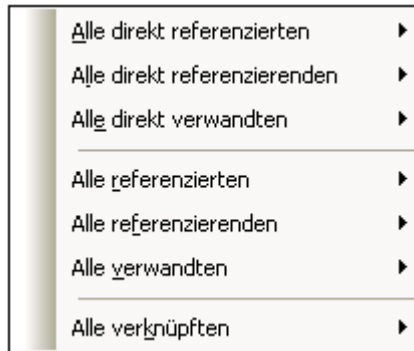 Alle direkt referenzierten
Alle direkt referenzierenden
Alle direkt verwandten
Alle referenzierten
Alle referenzierenden
Alle verwandten
Alle verknüpften